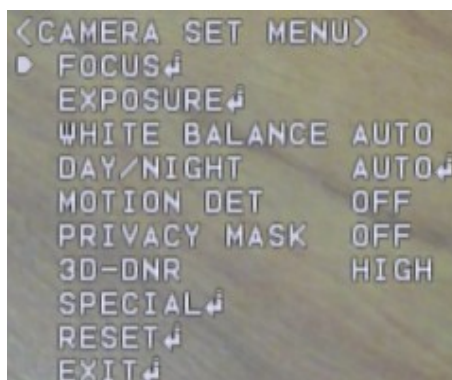 <CAMERA SET MENU>
FOCUS↲
EXPOSURE↲
WHITE BALANCE AUTO
DAY/NIGHT AUTO↲
MOTION DET OFF
PRIVACY MASK OFF
3D-DNR HIGH
SPECIAL↲
RESET↲
EXIT↲